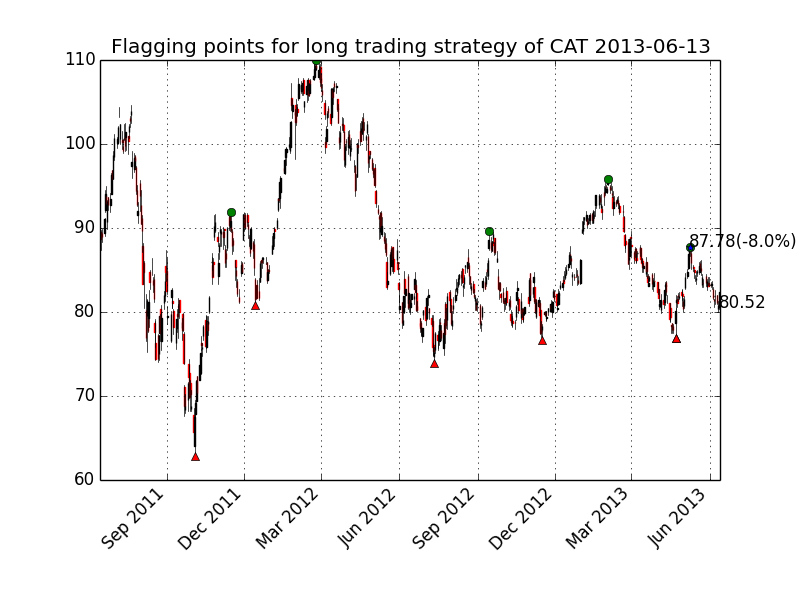 Flagging points for long trading strategy of CAT 2013-06-13
110
100
90
87.78(-8.0%)
80
80.52
70
60
Sep 2011
Dec 2011
Mar 2012
Jun 2012
Sep 2012
Dec 2012
Mar 2013
Jun 2013